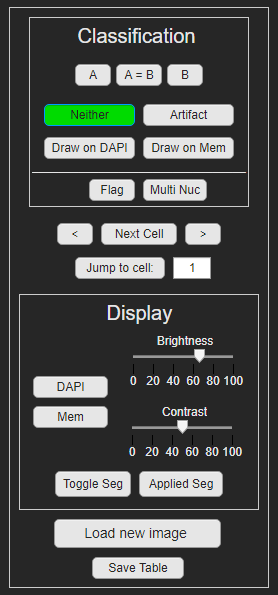 Classification
A A = B B
Neither Artifact
Draw on DAPI Draw on Mem
Flag Multi Nuc
< Next Cell >
Jump to cell: 1
Display
Brightness
0 20 40 60 80 100
DAPI
Mem
Contrast
0 20 40 60 80 100
Toggle Seg Applied Seg
Load new image
Save Table